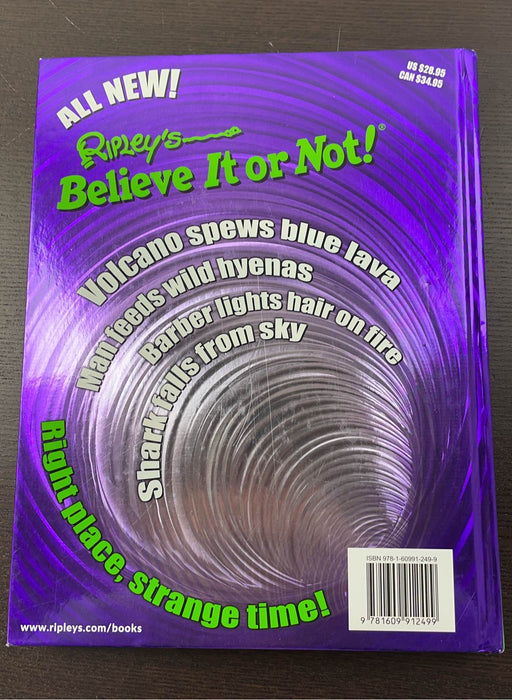 ALL NEW!
US $28.95
CAN $34.95
RIPLEY'S
Believe It or Not!®
Volcano spews blue lava
Man feeds wild hyenas
Barber lights hair on fire
Shark falls from sky
Right place, strange time!
ISBN 978-1-60991-249-9
9 781609 912499
www.ripleys.com/books